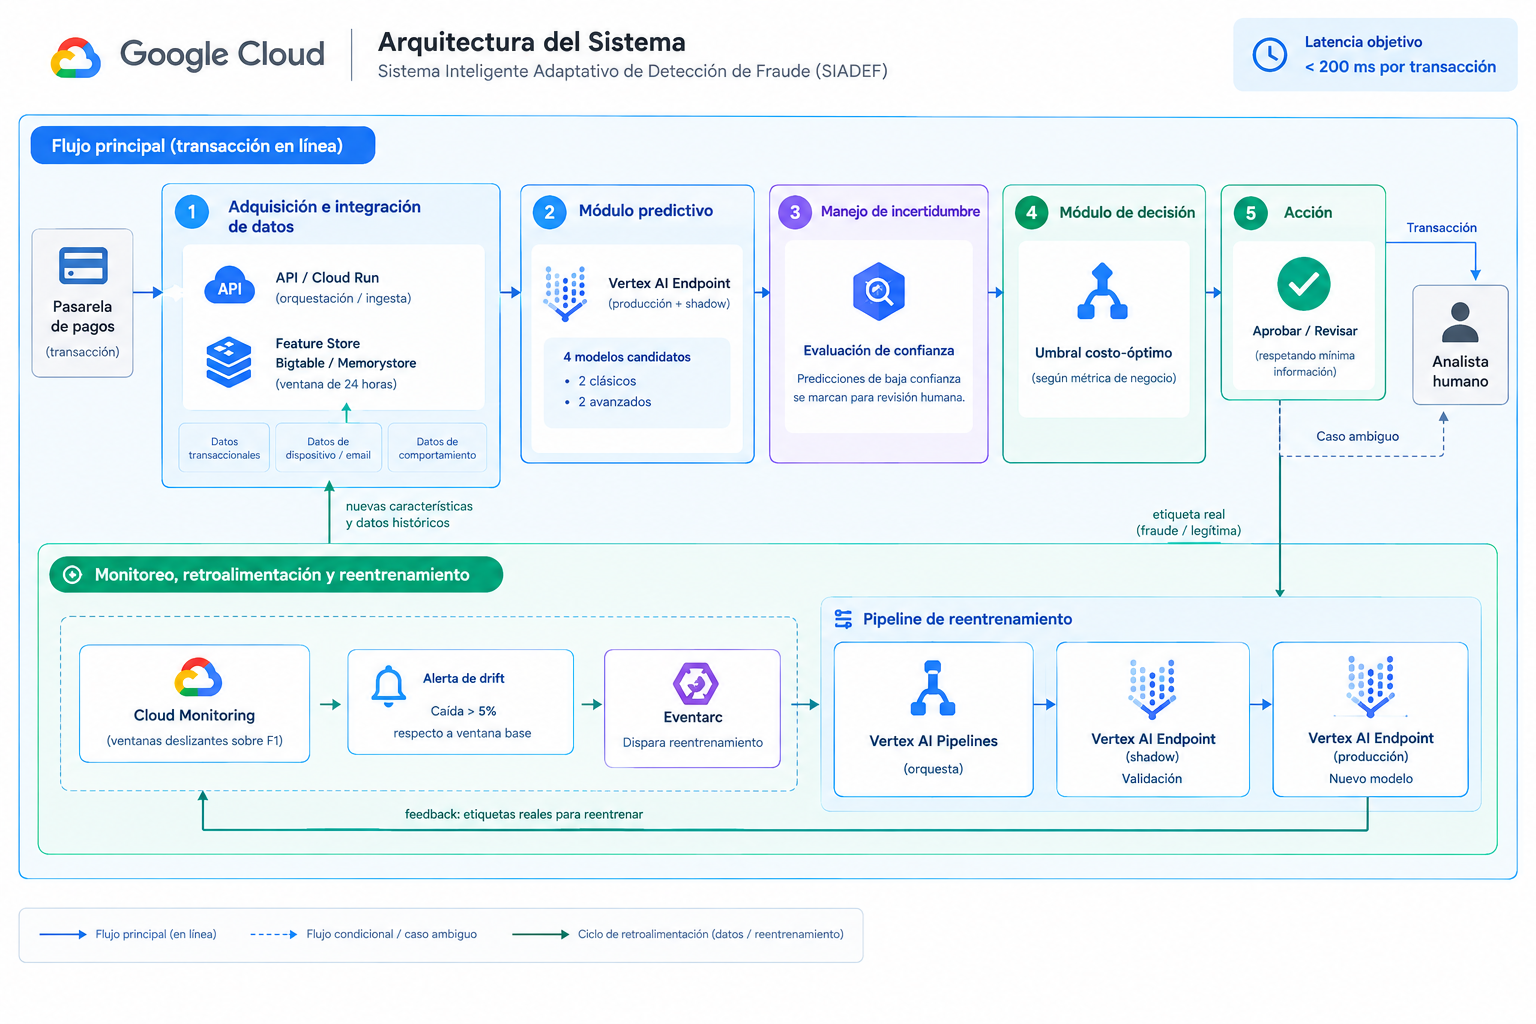 Google Cloud
Arquitectura del Sistema
Sistema Inteligente Adaptativo de Detección de Fraude (SIADEF)
Latencia objetivo
< 200 ms por transacción
Flujo principal (transacción en línea)
Pasarela
de pagos
(transacción)
1
Adquisición e integración
de datos
API
API / Cloud Run
(orquestación / ingesta)
Feature Store
Bigtable / Memorystore
(ventana de 24 horas)
Datos
transaccionales
Datos de
dispositivo / email
Datos de
comportamiento
2
Módulo predictivo
Vertex AI Endpoint
(producción + shadow)
4 modelos candidatos
• 2 clásicos
• 2 avanzados
3
Manejo de incertidumbre
Evaluación de confianza
Predicciones de baja confianza
se marcan para revisión humana.
4
Módulo de decisión
Umbral costo-óptimo
(según métrica de negocio)
5
Acción
Aprobar / Revisar
(respetando mínima
información)
Transacción
Analista
humano
Caso ambiguo
nuevas características
y datos históricos
etiqueta real
(fraude / legítima)
Monitoreo, retroalimentación y reentrenamiento
Cloud Monitoring
(ventanas deslizantes sobre F1)
Alerta de drift
Caída > 5%
respecto a ventana base
Eventarc
Dispara reentrenamiento
Pipeline de reentrenamiento
Vertex AI Pipelines
(orquesta)
Vertex AI Endpoint
(shadow)
Validación
Vertex AI Endpoint
(producción)
Nuevo modelo
feedback: etiquetas reales para reentrenar
Flujo principal (en línea)
Flujo condicional / caso ambiguo
Ciclo de retroalimentación (datos / reentrenamiento)